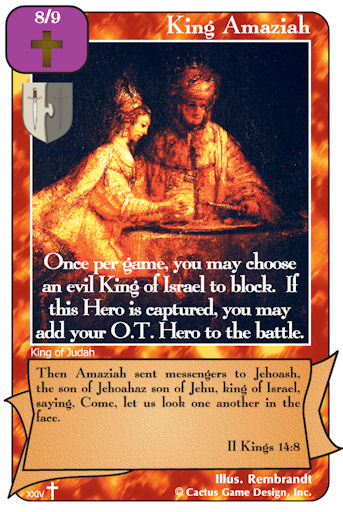 8/9
King Amaziah
Once per game, you may choose
an evil King of Israel to block. If
this Hero is captured, you may
add your O.T. Hero to the battle.
King of Judah
Then Amaziah sent messengers to Jehoash,
the son of Jehoahaz son of Jehu, king of Israel,
saying, Come, let us look one another in the
face.
II Kings 14:8
Illus. Rembrandt
XXIV
© Cactus Game Design, Inc.